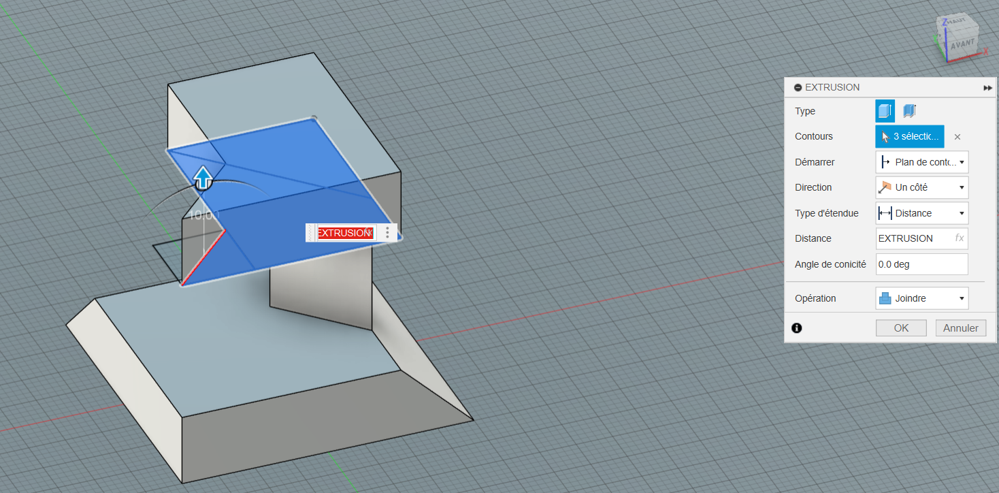 Z
HAUT
AVANT
X
EXTRUSION
Type
Contours
3 sélectic...
Démarrer
Plan de contc...
Direction
Un côté
Type d'étendue
Distance
Distance
EXTRUSION
fx
Angle de conicité
0.0 deg
Opération
Joindre
OK
Annuler
10.00
EXTRUSION